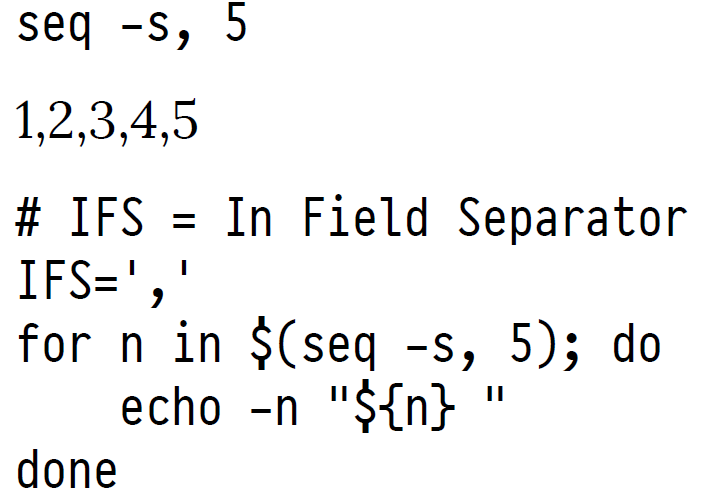 seq -s, 5
1,2,3,4,5
# IFS = In Field Separator
IFS=','
for n in $(seq -s, 5); do
    echo -n "${n} "
done